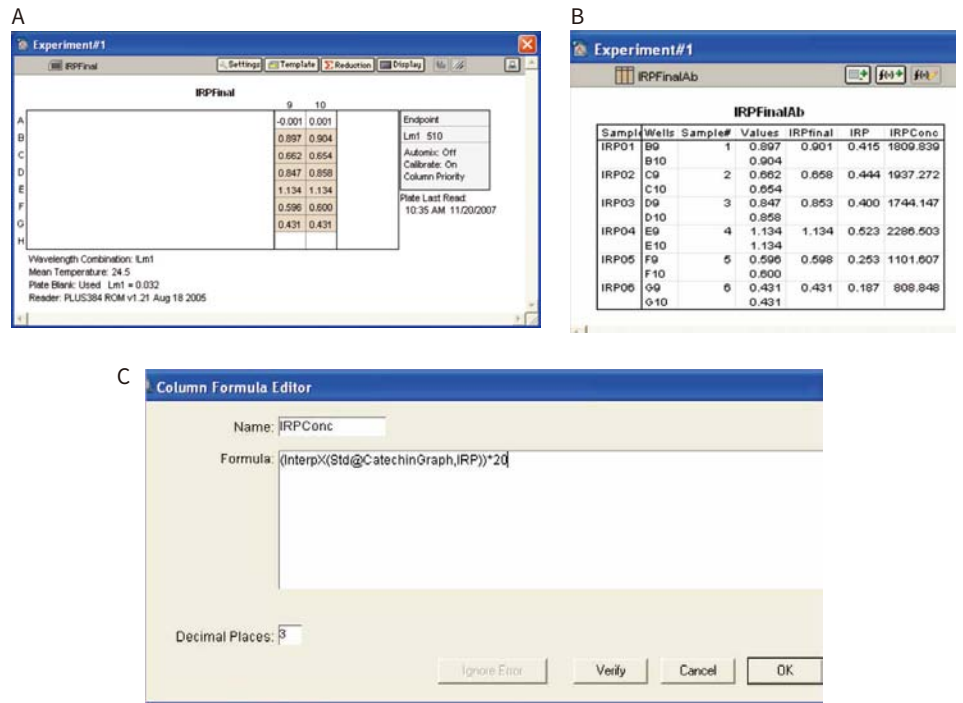 A
Experiment#1
IRPFinal Settings Template Reduction Display
IRPFinal
9 10
A -0.001 0.001
B 0.897 0.904
C 0.662 0.654
D 0.847 0.858
E 1.134 1.134
F 0.596 0.600
G 0.431 0.431
H
Endpoint
Lm1 510
Automix: Off
Calibrate: On
Column Priority
Plate Last Read:
10:35 AM 11/20/2007
Wavelength Combination: !Lm1
Mean Temperature: 24.5
Plate Blank: Used Lm1 = 0.032
Reader: PLUS384 ROM v1.21 Aug 18 2005
B
Experiment#1
IRPFinalAb
IRPFinalAb
Sampl Wells Sample# Values IRPfinal IRP IRPConc
IRP01 B9 1 0.897 0.901 0.415 1809.839
B10 0.904
IRP02 C9 2 0.662 0.658 0.444 1937.272
C10 0.654
IRP03 D9 3 0.847 0.853 0.400 1744.147
D10 0.858
IRP04 E9 4 1.134 1.134 0.523 2286.503
E10 1.134
IRP05 F9 5 0.596 0.598 0.253 1101.607
F10 0.600
IRP06 G9 6 0.431 0.431 0.187 808.848
G10 0.431
C
Column Formula Editor
Name: IRPConc
Formula: (InterpX(Std@CatechinGraph,IRP))*20
Decimal Places: 3
Ignore Error Verify Cancel OK